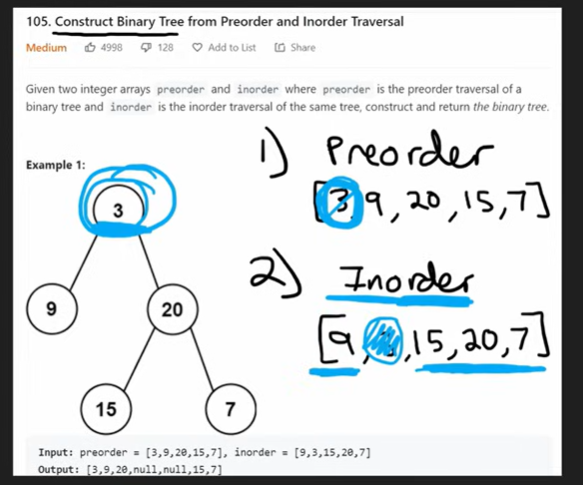 105. Construct Binary Tree from Preorder and Inorder Traversal
Medium 4998 128 Add to List Share
Given two integer arrays preorder and inorder where preorder is the preorder traversal of a
binary tree and inorder is the inorder traversal of the same tree, construct and return the binary tree.
Example 1:
3
9
20
15
7
1) Preorder
[3, 9, 20, 15, 7]
2) Inorder
[9, , 15, 20, 7]
Input: preorder = [3,9,20,15,7], inorder = [9,3,15,20,7]
Output: [3,9,20,null,null,15,7]